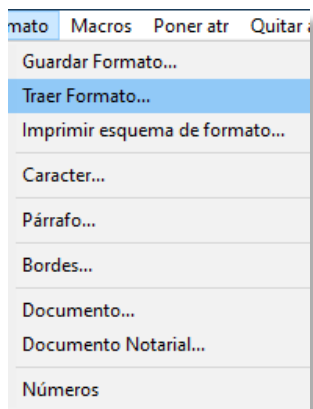 mato Macros Poner atr Quitar
Guardar Formato...
Traer Formato...
Imprimir esquema de formato...
Caracter...
Párrafo...
Bordes...
Documento...
Documento Notarial...
Números